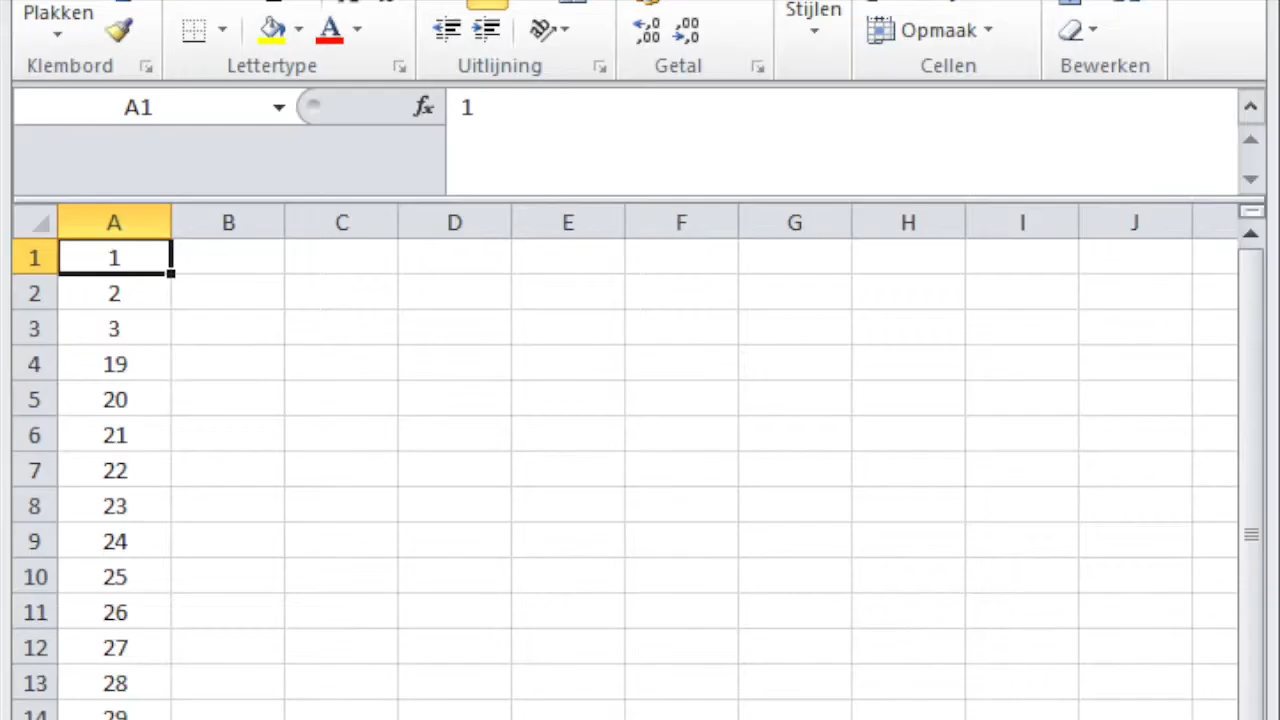 Plakken
Stijlen
Opmaak
Klembord Lettertype Uitlijning Getal Cellen Bewerken
A1 fx 1
A B C D E F G H I J
1 1
2 2
3 3
4 19
5 20
6 21
7 22
8 23
9 24
10 25
11 26
12 27
13 28
14 29